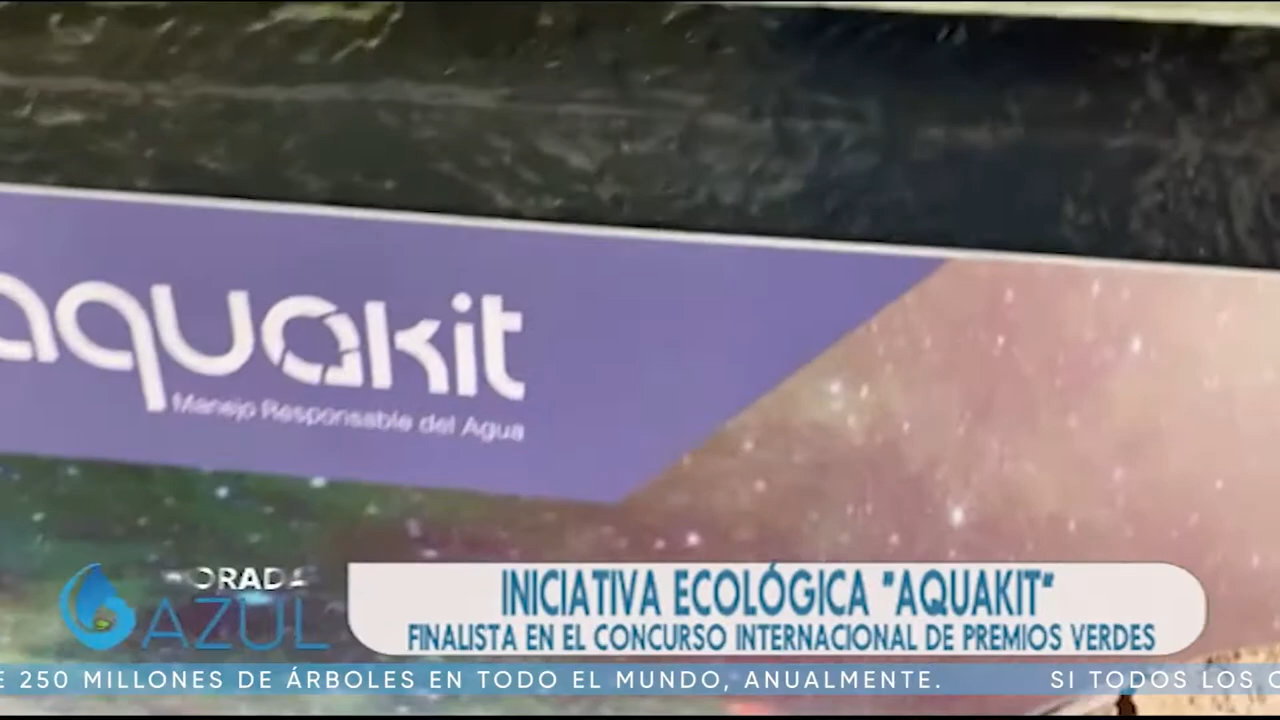 aquakit
Manejo Responsable del Agua
MORADA
AZUL
INICIATIVA ECOLÓGICA "AQUAKIT"
FINALISTA EN EL CONCURSO INTERNACIONAL DE PREMIOS VERDES
E 250 MILLONES DE ÁRBOLES EN TODO EL MUNDO, ANUALMENTE. SI TODOS LOS